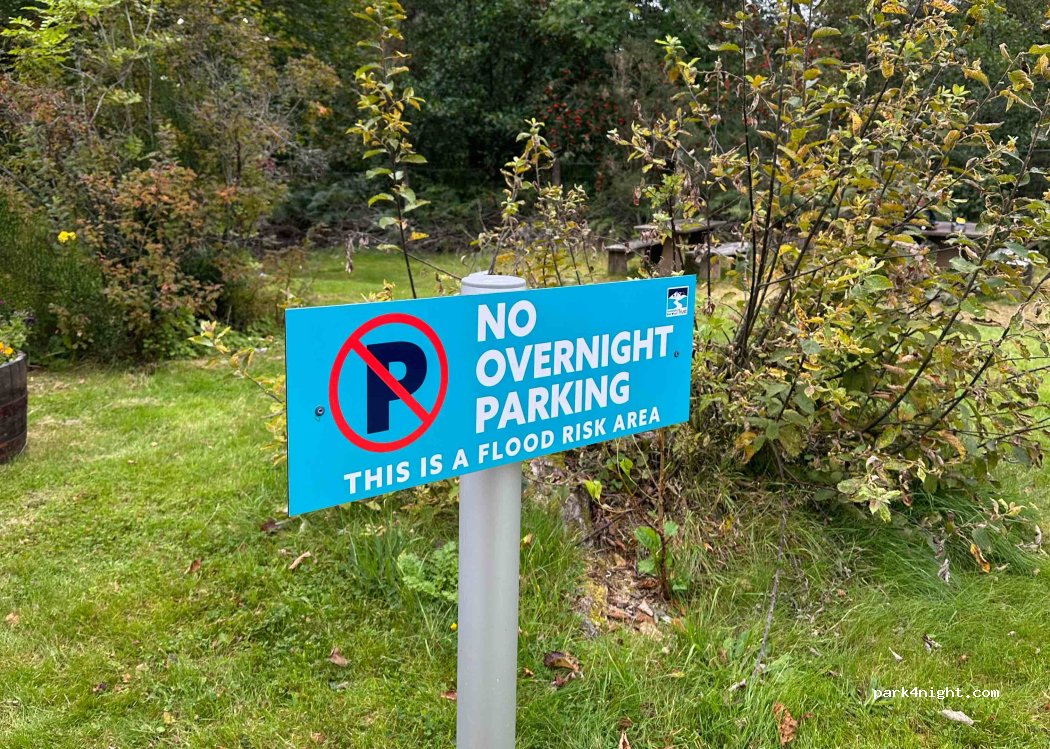 P
NO
OVERNIGHT
PARKING
THIS IS A FLOOD RISK AREA
park4night.com